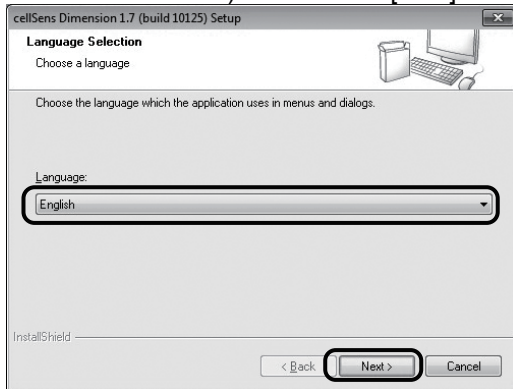 cellSens Dimension 1.7 (build 10125) Setup
Language Selection
Choose a language
Choose the language which the application uses in menus and dialogs.
Language:
English
InstallShield
< Back Next > Cancel